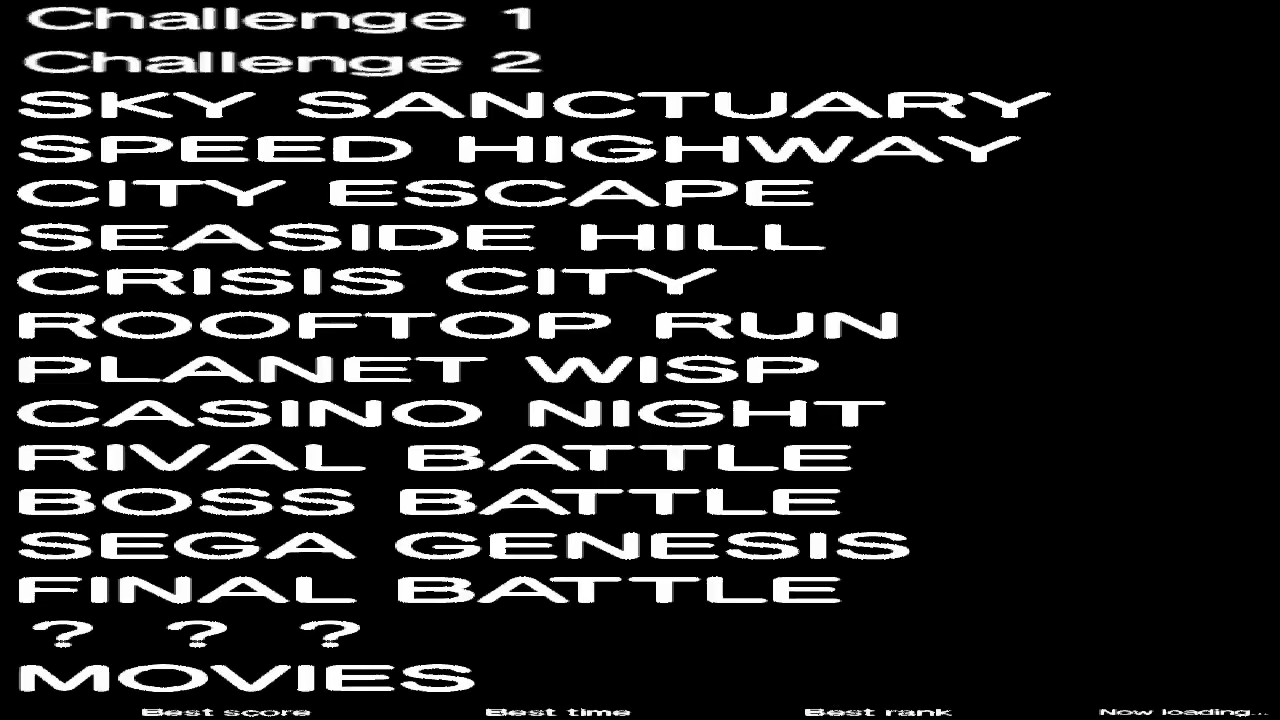 Challenge 1
Challenge 2
SKY SANCTUARY
SPEED HIGHWAY
CITY ESCAPE
SEASIDE HILL
CRISIS CITY
ROOFTOP RUN
PLANET WISP
CASINO NIGHT
RIVAL BATTLE
BOSS BATTLE
SEGA GENESIS
FINAL BATTLE
? ? ?
MOVIES
Best score Best time Best rank Now loading...